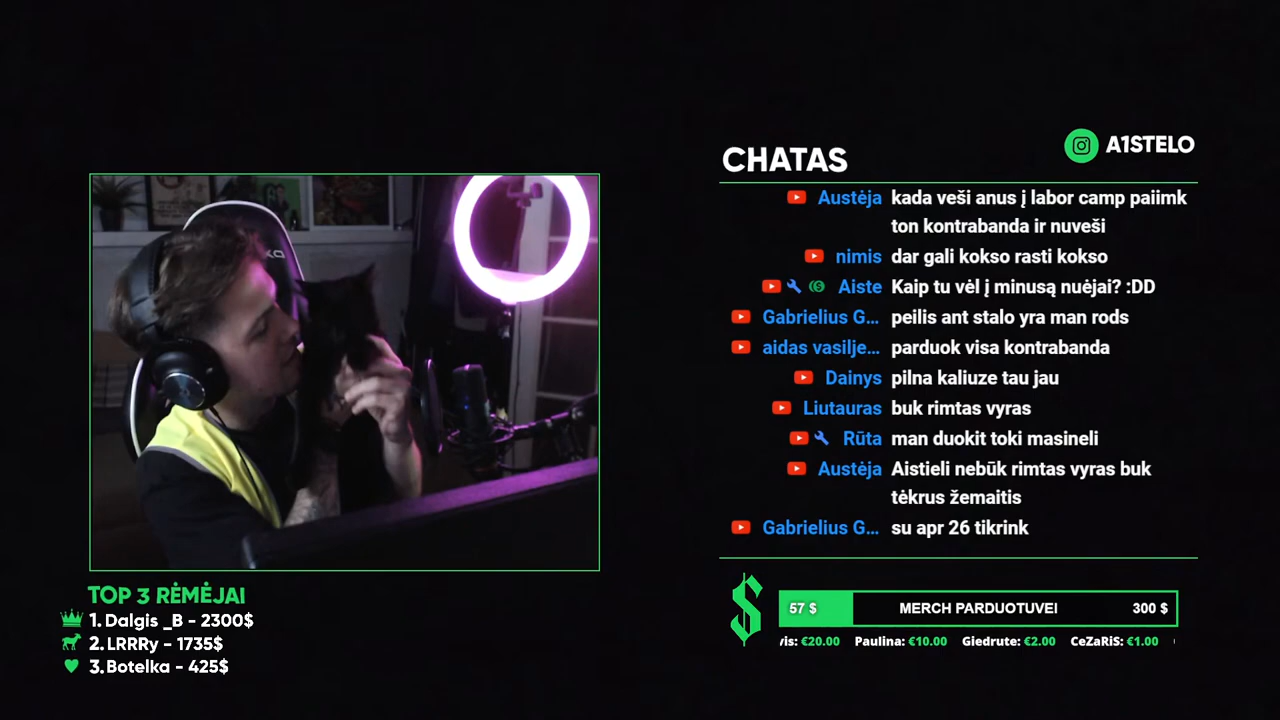 CHATAS
A1STELO
Austėja kada veši anus į labor camp paiimk
ton kontrabanda ir nuveši
nimis dar gali kokso rasti kokso
Aiste Kaip tu vėl į minusą nuėjai? :DD
Gabrielius G... peilis ant stalo yra man rods
aidas vasilje... parduok visa kontrabanda
Dainys pilna kaliuze tau jau
Liutauras buk rimtas vyras
Rūta man duokit toki masineli
Austėja Aistieli nebūk rimtas vyras buk
tėkrus žemaitis
Gabrielius G... su apr 26 tikrink
TOP 3 RĖMĖJAI
1. Dalgis _B - 2300$
2. LRRRy - 1735$
3. Botelka - 425$
57 $ MERCH PARDUOTUVEI 300 $
vis: €20.00 Paulina: €10.00 Giedrute: €2.00 CeZaRiS: €1.00